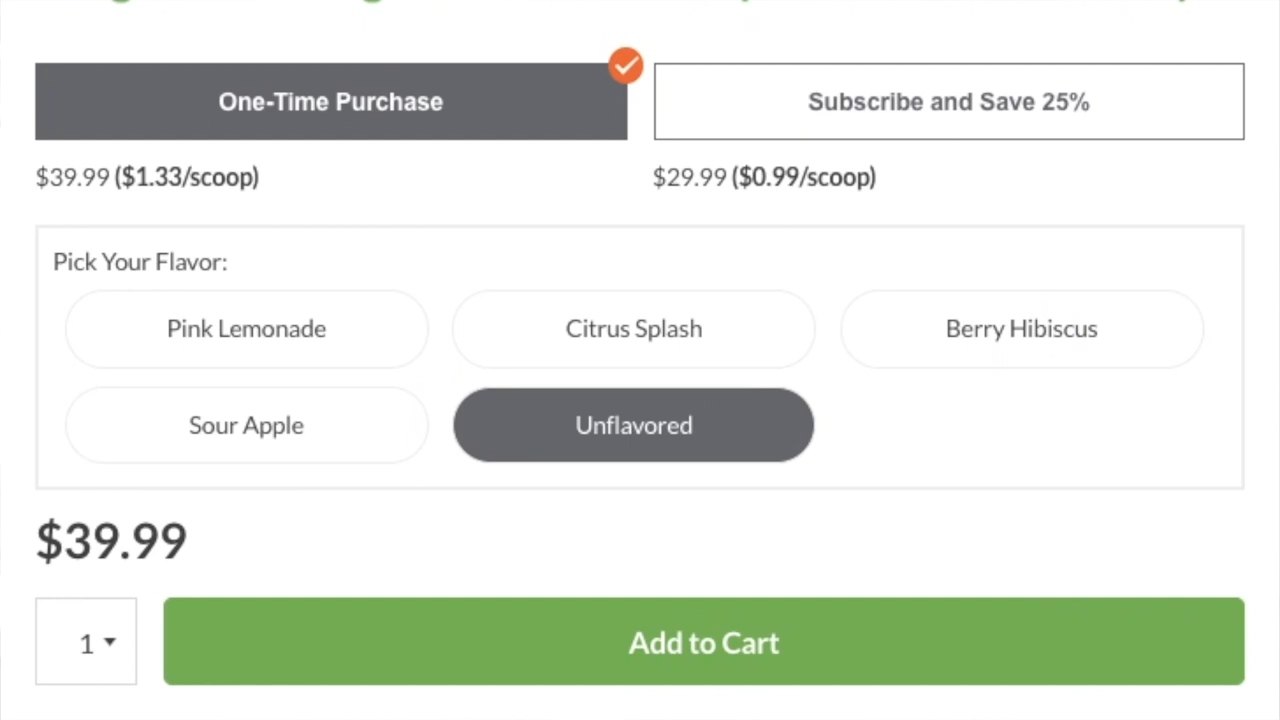 One-Time Purchase
Subscribe and Save 25%
$39.99 ($1.33/scoop)
$29.99 ($0.99/scoop)
Pick Your Flavor:
Pink Lemonade
Citrus Splash
Berry Hibiscus
Sour Apple
Unflavored
$39.99
1
Add to Cart